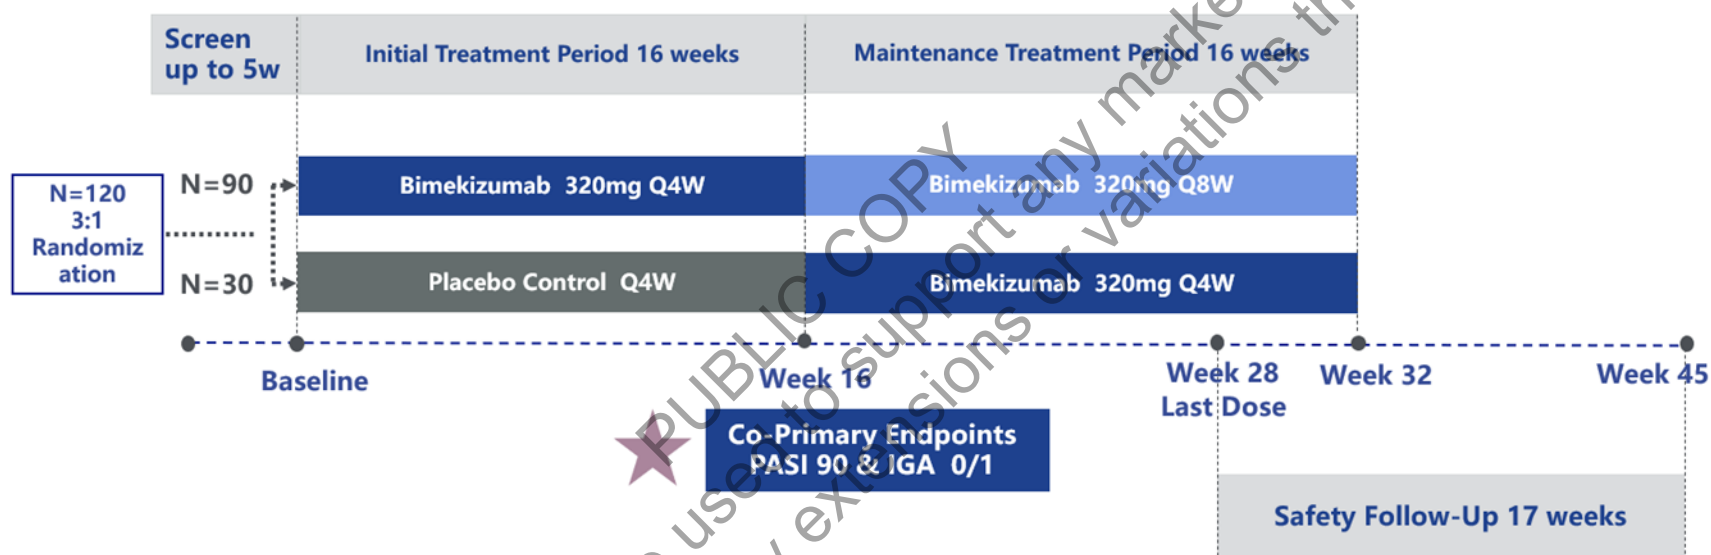 Screen
up to 5w
Initial Treatment Period 16 weeks
Maintenance Treatment Period 16 weeks
N=120
3:1
Randomiz
ation
N=90
Bimekizumab 320mg Q4W
Bimekizumab 320mg Q8W
N=30
Placebo Control Q4W
Bimekizumab 320mg Q4W
Baseline
Week 16
Week 28
Last Dose
Week 32
Week 45
Co-Primary Endpoints
PASI 90 & IGA 0/1
Safety Follow-Up 17 weeks
PUBLIC COPY
used to support any marke
extensions or variations th